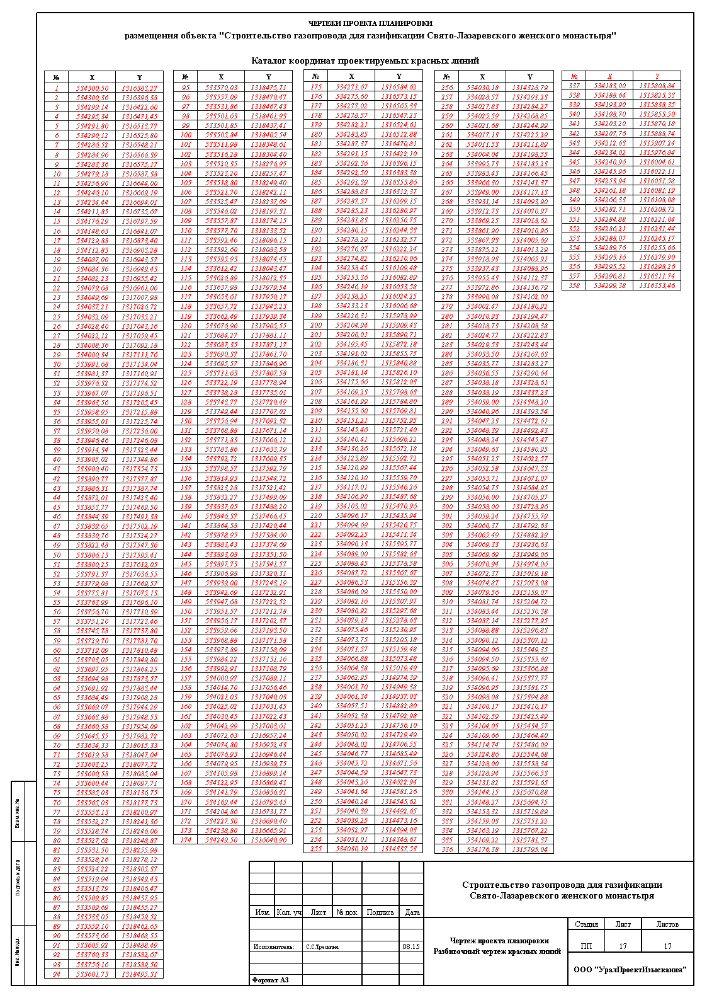 ЧЕРТЕЖИ ПРОЕКТА ПЛАНИРОВКИ
размещения объекта "Строительство газопровода для газификации Свято-Лазаревского женского монастыря"
Каталог координат проектируемых красных линий
№ X Y
1 534300,50 1316383,27
2 534300,36 1316396,38
3 534299,14 1316422,60
4 534295,34 1316471,45
5 534291,80 1316513,77
6 534290,12 1316525,80
7 534286,52 1316548,21
8 534284,96 1316566,39
9 534283,36 1316575,17
10 534279,18 1316587,38
11 534256,90 1316644,00
12 534246,10 1316669,19
13 534234,44 1316694,01
14 534211,85 1316735,67
15 534176,29 1316797,59
16 534148,63 1316841,07
17 534129,88 1316873,40
18 534112,83 1316903,28
19 534087,00 1316943,57
20 534084,36 1316949,43
21 534082,23 1316955,42
22 534079,68 1316961,06
23 534049,69 1317007,98
24 534037,21 1317026,72
25 534032,09 1317035,21
26 534028,40 1317043,16
27 534022,12 1317059,45
28 534008,36 1317092,18
29 534000,34 1317111,76
30 533991,68 1317134,04
31 533981,37 1317160,91
32 533976,32 1317174,52
33 533967,07 1317196,51
34 533963,56 1317205,45
35 533958,95 1317215,88
36 533955,01 1317225,74
37 533950,08 1317236,00
38 533946,46 1317246,08
39 533914,34 1317323,44
40 533905,02 1317344,86
41 533900,40 1317354,73
42 533890,77 1317377,87
43 533886,31 1317387,74
44 533872,01 1317423,40
45 533853,77 1317469,50
46 533844,39 1317491,38
47 533839,65 1317502,19
48 533830,76 1317524,27
49 533822,48 1317547,36
50 533806,13 1317595,41
51 533800,25 1317612,05
52 533791,37 1317636,55
53 533779,08 1317669,57
54 533775,81 1317675,13
55 533763,99 1317696,10
56 533756,70 1317710,39
57 533751,20 1317723,46
58 533745,78 1317737,80
59 533729,70 1317781,70
60 533719,09 1317810,48
61 533703,05 1317849,80
62 533697,95 1317864,25
63 533694,98 1317873,57
64 533691,92 1317883,44
65 533684,49 1317908,28
66 533669,07 1317944,29
67 533663,88 1317948,53
68 533660,58 1317954,09
69 533645,35 1317982,72
70 533634,33 1318015,33
71 533619,58 1318047,04
72 533603,25 1318077,72
73 533600,58 1318085,04
74 533600,44 1318097,71
75 533585,03 1318136,75
76 533565,03 1318177,73
77 533553,13 1318200,97
78 533532,27 1318241,36
79 533528,74 1318246,06
80 533527,62 1318248,87
81 533531,50 1318255,98
82 533528,26 1318278,12
83 533524,22 1318305,37
84 533519,94 1318349,43
85 533513,79 1318406,47
86 533509,85 1318437,95
87 533509,69 1318455,27
88 533533,05 1318459,52
89 533559,10 1318462,65
90 533573,66 1318468,55
91 533605,92 1318488,49
92 533760,33 1318582,67
93 533756,16 1318589,50
94 533601,73 1318495,31
№ X Y
95 533570,03 1318475,71
96 533557,09 1318470,47
97 533531,86 1318467,43
98 533501,63 1318461,93
99 533501,85 1318437,41
100 533505,84 1318405,54
101 533511,98 1318348,61
102 533516,28 1318304,40
103 533520,35 1318276,95
104 533523,20 1318257,47
105 533518,80 1318249,40
106 533521,70 1318242,11
107 533525,47 1318237,09
108 533546,02 1318197,31
109 533557,87 1318174,15
110 533577,70 1318133,52
111 533592,46 1318096,15
112 533592,60 1318083,58
113 533595,93 1318074,45
114 533612,42 1318043,47
115 533626,89 1318012,35
116 533637,98 1317979,54
117 533653,61 1317950,17
118 533657,72 1317943,23
119 533662,49 1317939,34
120 533676,96 1317905,55
121 533684,27 1317881,11
122 533687,35 1317871,17
123 533690,37 1317861,70
124 533695,57 1317846,96
125 533711,63 1317807,58
126 533722,19 1317778,94
127 533738,28 1317735,01
128 533743,77 1317720,49
129 533749,44 1317707,02
130 533756,94 1317692,32
131 533768,88 1317671,14
132 533771,83 1317666,12
133 533783,86 1317633,79
134 533792,72 1317609,35
135 533798,57 1317592,79
136 533814,93 1317544,72
137 533823,28 1317521,42
138 533832,27 1317499,09
139 533837,05 1317488,20
140 533846,37 1317466,45
141 533864,58 1317420,44
142 533878,95 1317384,60
143 533883,43 1317374,69
144 533893,08 1317351,50
145 533897,73 1317341,57
146 533906,98 1317320,31
147 533939,00 1317243,19
148 533942,69 1317232,91
149 533947,68 1317222,52
150 533951,57 1317212,78
151 533956,17 1317202,37
152 533959,66 1317193,50
153 533968,88 1317171,58
154 533973,89 1317158,09
155 533984,22 1317131,16
156 533992,91 1317108,79
157 534000,97 1317089,11
158 534014,70 1317056,46
159 534021,03 1317040,03
160 534025,02 1317031,45
161 534030,45 1317022,43
162 534042,99 1317003,61
163 534072,63 1316957,24
164 534074,80 1316952,43
165 534076,93 1316946,44
166 534079,95 1316939,75
167 534105,98 1316899,14
168 534122,95 1316869,41
169 534141,79 1316836,91
170 534169,44 1316793,45
171 534204,86 1316731,77
172 534227,30 1316690,40
173 534238,80 1316665,91
174 534249,50 1316640,96
№ X Y
175 534271,67 1316584,62
176 534275,60 1316573,15
177 534277,02 1316565,33
178 534278,57 1316547,23
179 534282,21 1316524,61
180 534283,85 1316512,88
181 534287,37 1316470,81
182 534291,15 1316422,10
183 534292,36 1316396,15
184 534292,50 1316383,38
185 534291,39 1316353,86
186 534288,83 1316312,37
187 534287,57 1316299,15
188 534285,23 1316280,97
189 534281,83 1316256,75
190 534280,15 1316244,33
191 534278,29 1316232,57
192 534276,97 1316222,24
193 534274,82 1316210,06
194 534258,45 1316109,48
195 534253,36 1316082,89
196 534246,19 1316053,58
197 534238,25 1316024,25
198 534233,23 1316006,68
199 534226,31 1315978,99
200 534204,94 1315909,43
201 534200,01 1315890,71
202 534195,45 1315872,18
203 534191,02 1315855,75
204 534186,31 1315840,88
205 534181,14 1315826,10
206 534175,66 1315812,03
207 534169,23 1315798,63
208 534161,99 1315784,80
209 534155,60 1315769,81
210 534151,21 1315752,95
211 534145,46 1315721,40
212 534140,41 1315696,22
213 534136,26 1315672,18
214 534123,89 1315592,72
215 534120,99 1315567,44
216 534120,10 1315559,70
217 534117,01 1315546,26
218 534106,90 1315487,68
219 534103,02 1315470,96
220 534096,17 1315435,94
221 534094,69 1315426,75
222 534092,25 1315411,34
223 534090,13 1315395,77
224 534089,00 1315382,63
225 534088,45 1315378,58
226 534087,72 1315367,67
227 534086,53 1315356,39
228 534086,09 1315350,00
229 534082,16 1315307,97
230 534080,92 1315297,68
231 534079,17 1315278,63
232 534075,46 1315230,95
233 534073,75 1315205,18
234 534071,57 1315159,48
235 534066,88 1315073,48
236 534064,38 1315019,49
237 534062,95 1314974,39
238 534061,70 1314949,38
239 534061,34 1314937,03
240 534057,51 1314882,80
241 534052,38 1314792,98
242 534051,25 1314756,10
243 534050,02 1314729,49
244 534048,02 1314706,55
245 534046,77 1314685,49
246 534045,72 1314671,56
247 534044,59 1314647,73
248 534043,26 1314622,94
249 534041,64 1314581,26
250 534040,24 1314545,62
251 534040,39 1314492,65
252 534039,25 1314473,16
253 534032,97 1314394,03
254 534031,01 1314348,67
255 534030,19 1314337,53
№ X Y
256 534030,18 1314328,79
257 534028,57 1314291,23
258 534027,83 1314284,27
259 534025,59 1314268,85
260 534021,68 1314244,99
261 534017,13 1314225,29
262 534011,53 1314211,89
263 534004,04 1314198,55
264 533995,73 1314185,23
265 533983,43 1314166,45
266 533966,30 1314141,37
267 533949,00 1314117,13
268 533931,14 1314093,90
269 533912,73 1314070,97
270 533869,25 1314018,62
271 533861,90 1314010,96
272 533867,93 1314005,69
273 533875,22 1314013,29
274 533918,93 1314065,91
275 533937,43 1314088,96
276 533955,43 1314112,37
277 533972,86 1314136,79
278 533990,08 1314162,00
279 534002,47 1314180,92
280 534010,93 1314194,47
281 534018,73 1314208,38
282 534024,77 1314222,83
283 534029,53 1314243,44
284 534033,50 1314267,63
285 534035,77 1314283,27
286 534036,55 1314290,64
287 534038,18 1314328,61
288 534038,19 1314337,23
289 534039,00 1314348,20
290 534040,96 1314393,54
291 534047,23 1314472,61
292 534048,39 1314492,43
293 534048,24 1314545,47
294 534049,63 1314580,95
295 534051,25 1314622,57
296 534052,58 1314647,33
297 534053,71 1314671,07
298 534054,75 1314684,95
299 534056,00 1314705,97
300 534058,00 1314728,96
301 534059,24 1314755,79
302 534060,37 1314792,63
303 534065,49 1314882,29
304 534069,33 1314936,63
305 534069,69 1314949,06
306 534070,94 1314974,06
307 534072,37 1315019,18
308 534074,87 1315073,08
309 534079,56 1315159,07
310 534081,74 1315204,72
311 534083,44 1315230,38
312 534087,14 1315277,95
313 534088,88 1315296,83
314 534090,12 1315307,12
315 534094,06 1315349,35
316 534094,50 1315355,69
317 534095,69 1315366,98
318 534096,41 1315377,77
319 534096,95 1315381,75
320 534098,08 1315394,88
321 534100,17 1315410,17
322 534102,59 1315425,49
323 534104,05 1315434,57
324 534109,66 1315464,40
325 534114,74 1315486,09
326 534124,86 1315544,68
327 534128,00 1315558,34
328 534128,94 1315566,53
329 534131,82 1315591,65
330 534144,15 1315670,88
331 534148,27 1315694,75
332 534153,32 1315719,89
333 534159,03 1315751,22
334 534163,19 1315767,22
335 534169,22 1315781,37
336 534176,38 1315795,04
№ X Y
337 534183,00 1315808,84
338 534188,64 1315823,33
339 534193,90 1315838,35
340 534198,70 1315853,50
341 534203,20 1315870,18
342 534207,76 1315888,74
343 534212,63 1315907,24
344 534234,02 1315976,84
345 534240,96 1316004,61
346 534245,96 1316022,11
347 534253,94 1316051,58
348 534261,18 1316081,19
349 534266,33 1316108,08
350 534282,71 1316208,72
351 534284,88 1316221,04
352 534286,21 1316231,44
353 534288,07 1316243,17
354 534289,76 1316255,66
355 534293,16 1316279,90
356 534295,52 1316298,26
357 534296,81 1316311,74
358 534299,38 1316353,46
Взам. инв. №
Подпись и дата
Инв. № подл.
Строительство газопровода для газификации
Свято-Лазаревского женского монастыря
Изм. Кол. уч Лист № док. Подпись Дата
Стадия Лист Листов
Чертеж проекта планировки
Разбивочный чертеж красных линий
ПП 17 17
Исполнитель: С.С.Трескина 08.15
ООО "УралПроектИзыскания"
Формат А3